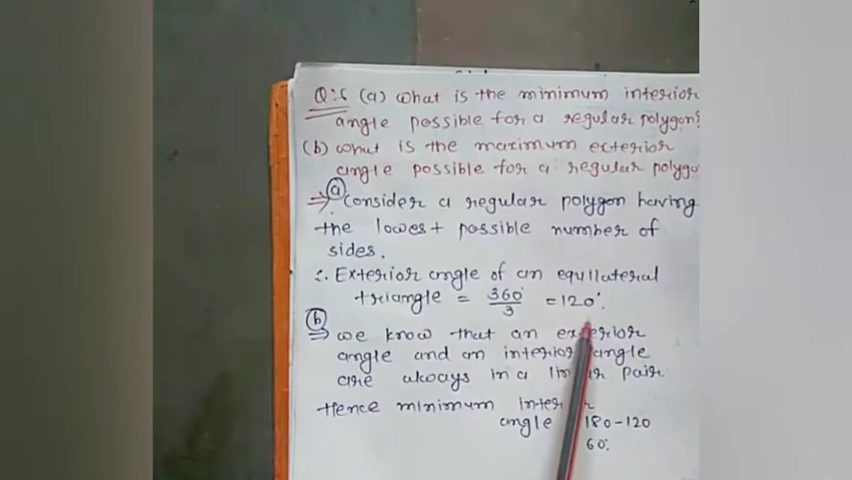 Q:6 (a) What is the minimum interior
angle possible for a regular polygon?
(b) what is the maximum exterior
angle possible for a regular polygo
⇒ (a) Consider a regular polygon having
the lowest possible number of
sides.
∴ Exterior angle of an equllateral
triangle = 360°/3 = 120°.
(b)
⇒ we know that an exterior
angle and an interior angle
are always in a pair
Hence minimum
angle 180-120
60°.